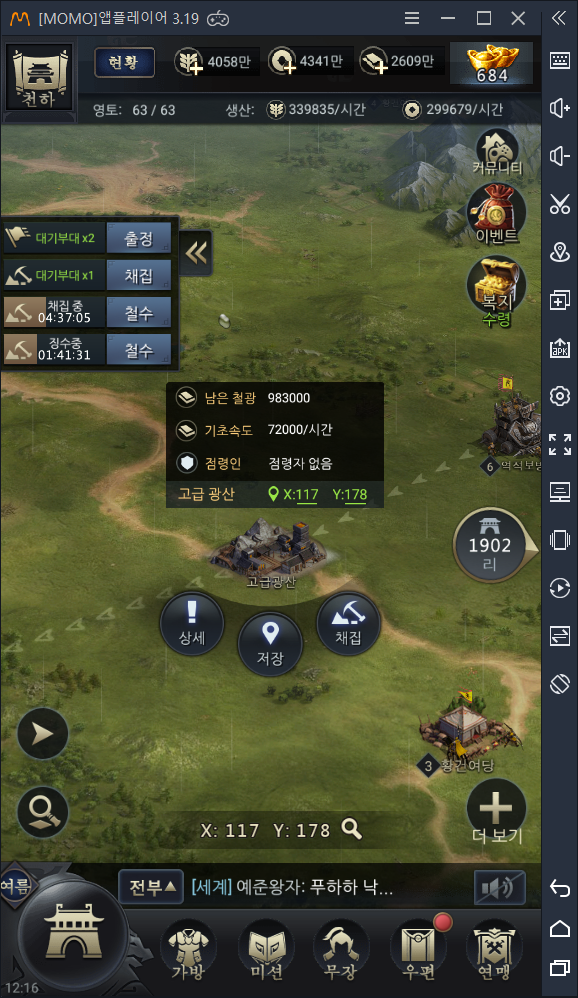 [MOMO]앱플레이어 3.19
천하
현황
4058만
4341만
2609만
684
영토: 63 / 63
생산: 339835/시간
299679/시간
커뮤니티
대기부대 x2 출정
이벤트
대기부대 x1 채집
채집 중
04:37:05
철수
복지
수령
징수중
01:41:31
철수
남은 철광 983000
기초속도 72000/시간
점령인 점령자 없음
고급 광산 X:117 Y:178
6
1902
리
고급광산
상세
저장
채집
3 황건여당
더 보기
X: 117 Y: 178
여름
전부
[세계] 예준왕자: 푸하하 낙...
가방
미션
무장
우편
연맹
12:16
APK